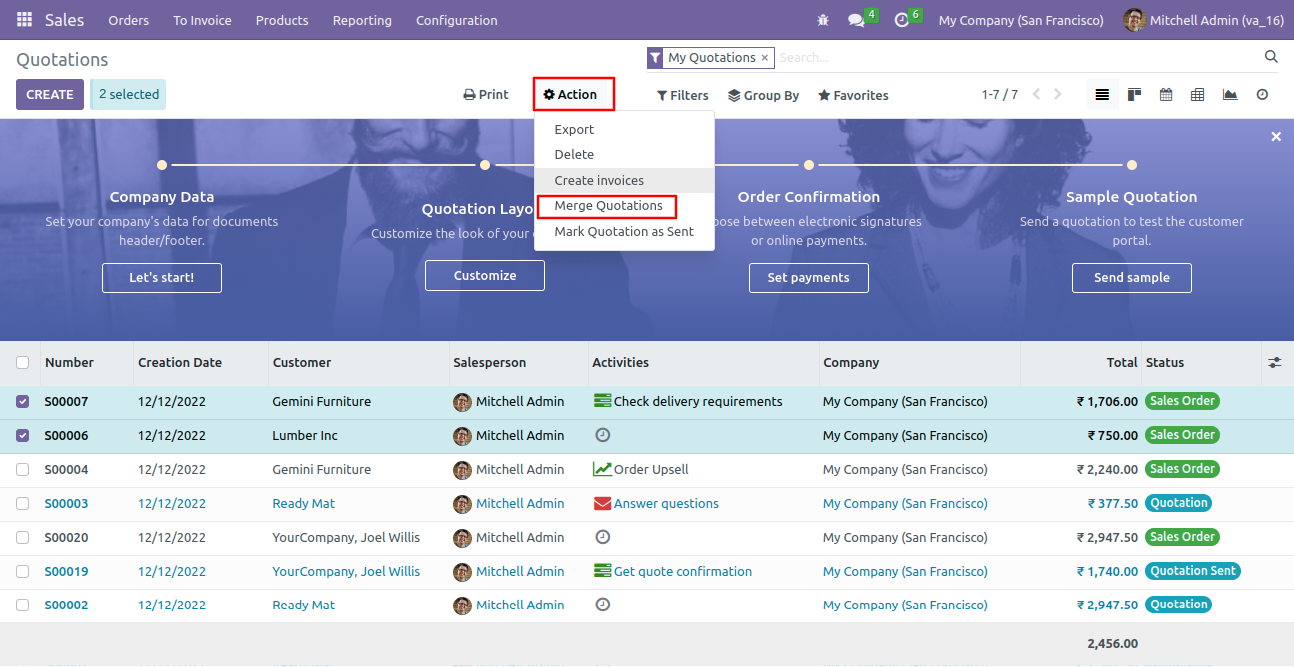 Sales Orders To Invoice Products Reporting Configuration 4 6 My Company (San Francisco) Mitchell Admin (va_16)
Quotations My Quotations × Search...
CREATE 2 selected Print Action Filters Group By Favorites 1-7 / 7
Export
Delete
Create invoices
Merge Quotations
Mark Quotation as Sent
Company Data
Set your company's data for documents
header/footer.
Let's start!
Quotation Layo
Customize the look of your
Customize
Order Confirmation
ose between electronic signatures
or online payments.
Set payments
Sample Quotation
Send a quotation to test the customer
portal.
Send sample
Number Creation Date Customer Salesperson Activities Company Total Status
S00007 12/12/2022 Gemini Furniture Mitchell Admin Check delivery requirements My Company (San Francisco) ₹ 1,706.00 Sales Order
S00006 12/12/2022 Lumber Inc Mitchell Admin My Company (San Francisco) ₹ 750.00 Sales Order
S00004 12/12/2022 Gemini Furniture Mitchell Admin Order Upsell My Company (San Francisco) ₹ 2,240.00 Sales Order
S00003 12/12/2022 Ready Mat Mitchell Admin Answer questions My Company (San Francisco) ₹ 377.50 Quotation
S00020 12/12/2022 YourCompany, Joel Willis Mitchell Admin My Company (San Francisco) ₹ 2,947.50 Sales Order
S00019 12/12/2022 YourCompany, Joel Willis Mitchell Admin Get quote confirmation My Company (San Francisco) ₹ 1,740.00 Quotation Sent
S00002 12/12/2022 Ready Mat Mitchell Admin My Company (San Francisco) ₹ 2,947.50 Quotation
2,456.00